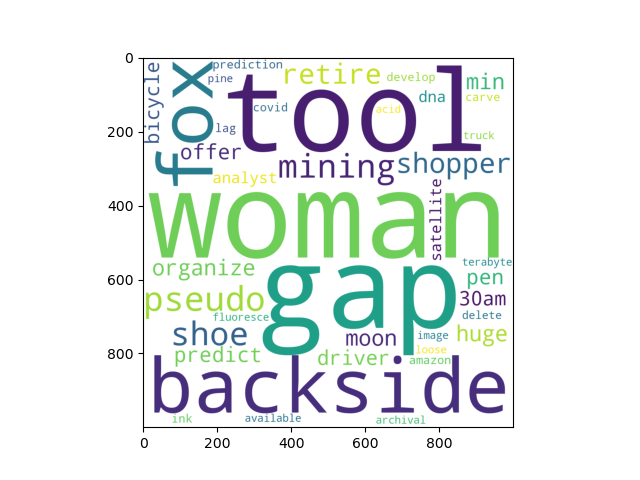 0
200
400
600
800
0 200 400 600 800
bicycle
fox
prediction
pine
retire
develop
min
tool
dna
carve
covid
acid
lag
truck
offer
mining
shopper
analyst
satellite
woman
organize
gap
terabyte
pen
pseudo
30am
fluoresce
delete
shoe
moon
image
huge
loose
predict
driver
amazon
backside
ink
available
archival